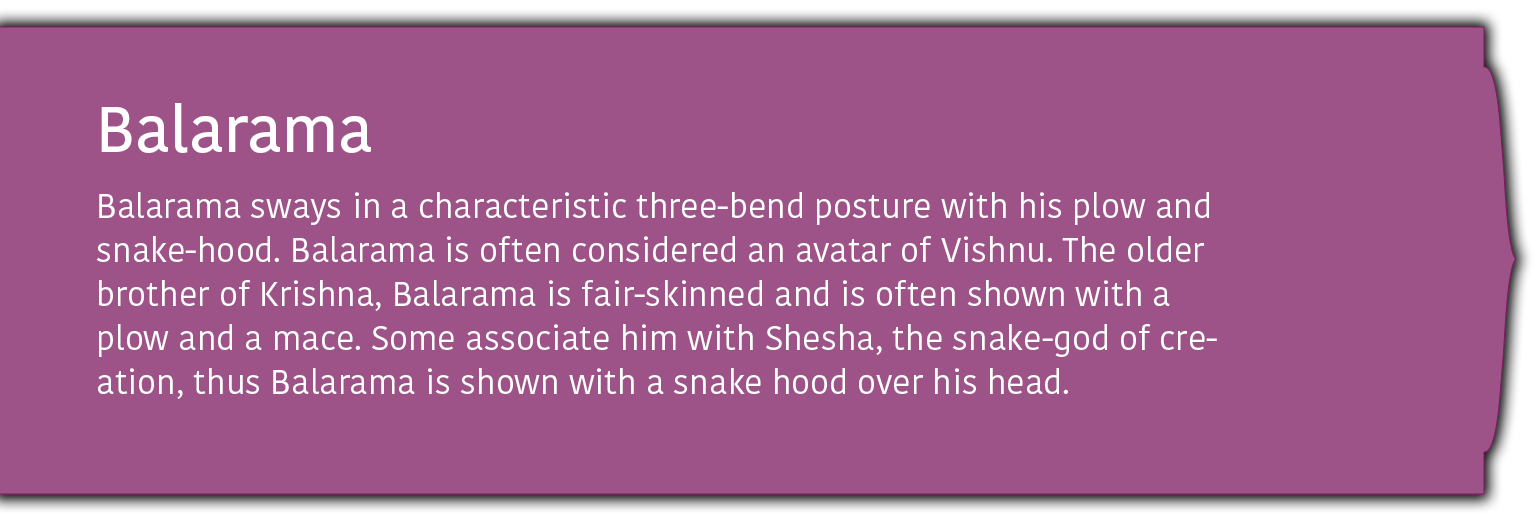 Balarama
Balarama sways in a characteristic three-bend posture with his plow and
snake-hood. Balarama is often considered an avatar of Vishnu. The older
brother of Krishna, Balarama is fair-skinned and is often shown with a
plow and a mace. Some associate him with Shesha, the snake-god of cre-
ation, thus Balarama is shown with a snake hood over his head.